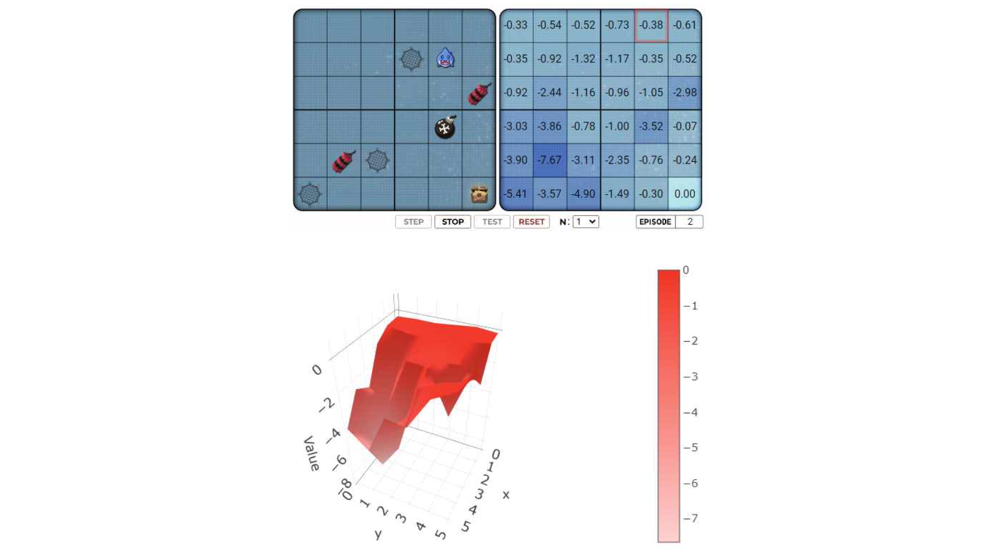 -0.33 -0.54 -0.52 -0.73 -0.38 -0.61
-0.35 -0.92 -1.32 -1.17 -0.35 -0.52
-0.92 -2.44 -1.16 -0.96 -1.05 -2.98
-3.03 -3.86 -0.78 -1.00 -3.52 -0.07
-3.90 -7.67 -3.11 -2.35 -0.76 -0.24
-5.41 -3.57 -4.90 -1.49 -0.30 0.00
STEP STOP TEST RESET N: 1 EPISODE 2
0
−1
−2
−3
−4
−5
−6
−7
0
−2
−4
−6
−8
Value
0
1
2
3
4
5
y
0
1
2
3
4
5
x